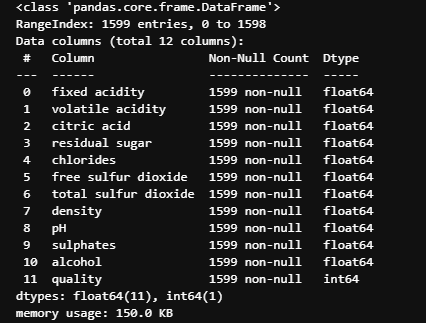 <class 'pandas.core.frame.DataFrame'>
RangeIndex: 1599 entries, 0 to 1598
Data columns (total 12 columns):
 #   Column                Non-Null Count  Dtype
---  ------                --------------  -----
 0   fixed acidity         1599 non-null   float64
 1   volatile acidity      1599 non-null   float64
 2   citric acid           1599 non-null   float64
 3   residual sugar        1599 non-null   float64
 4   chlorides             1599 non-null   float64
 5   free sulfur dioxide   1599 non-null   float64
 6   total sulfur dioxide  1599 non-null   float64
 7   density               1599 non-null   float64
 8   pH                    1599 non-null   float64
 9   sulphates             1599 non-null   float64
 10  alcohol               1599 non-null   float64
 11  quality               1599 non-null   int64
dtypes: float64(11), int64(1)
memory usage: 150.0 KB